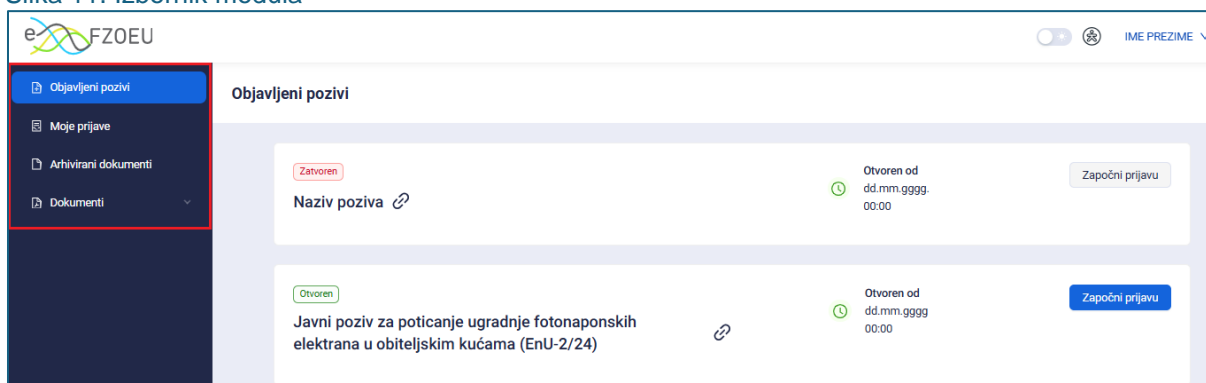 e FZOEU
IME PREZIME
Objavljeni pozivi
Moje prijave
Arhivirani dokumenti
Dokumenti
Objavljeni pozivi
Zatvoren
Naziv poziva
Otvoren od
dd.mm.gggg.
00:00
Započni prijavu
Otvoren
Javni poziv za poticanje ugradnje fotonaponskih
elektrana u obiteljskim kućama (EnU-2/24)
Otvoren od
dd.mm.gggg
00:00
Započni prijavu